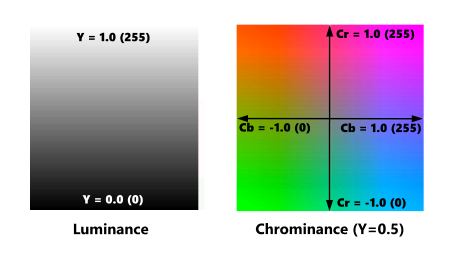 Y = 1.0 (255)
Y = 0.0 (0)
Luminance
Cr = 1.0 (255)
Cb = -1.0 (0)
Cb = 1.0 (255)
Cr = -1.0 (0)
Chrominance (Y=0.5)